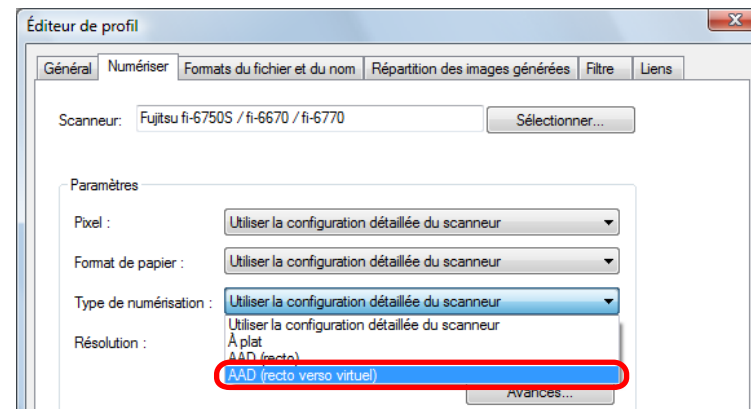 Éditeur de profil
Général Numériser Formats du fichier et du nom Répartition des images générées Filtre Liens
Scanneur: Fujitsu fi-6750S / fi-6670 / fi-6770 Sélectionner...
Paramètres
Pixel : Utiliser la configuration détaillée du scanneur
Format de papier : Utiliser la configuration détaillée du scanneur
Type de numérisation : Utiliser la configuration détaillée du scanneur
Utiliser la configuration détaillée du scanneur
Résolution : À plat
AAD (recto)
AAD (recto verso virtuel)
Avancés...